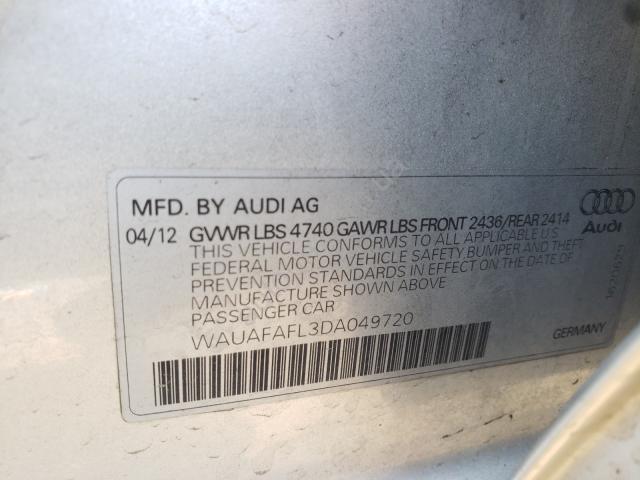 MFD. BY AUDI AG
04/12 GVWR LBS 4740 GAWR LBS FRONT 2436/REAR 2414
THIS VEHICLE CONFORMS TO ALL APPLICABLE
FEDERAL MOTOR VEHICLE SAFETY BUMPER AND THEFT
PREVENTION STANDARDS IN EFFECT ON THE DATE OF
MANUFACTURE SHOWN ABOVE
PASSENGER CAR
WAUAFAFL3DA049720
Audi
GERMANY